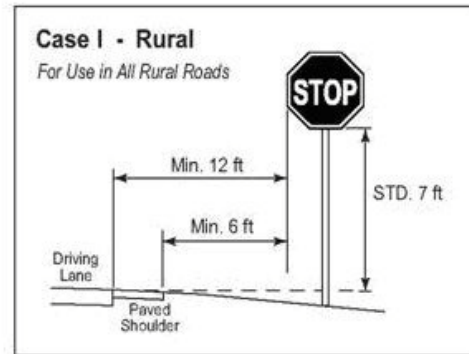 Case I - Rural
For Use in All Rural Roads
STOP
Min. 12 ft
STD. 7 ft
Min. 6 ft
Driving
Lane
Paved
Shoulder